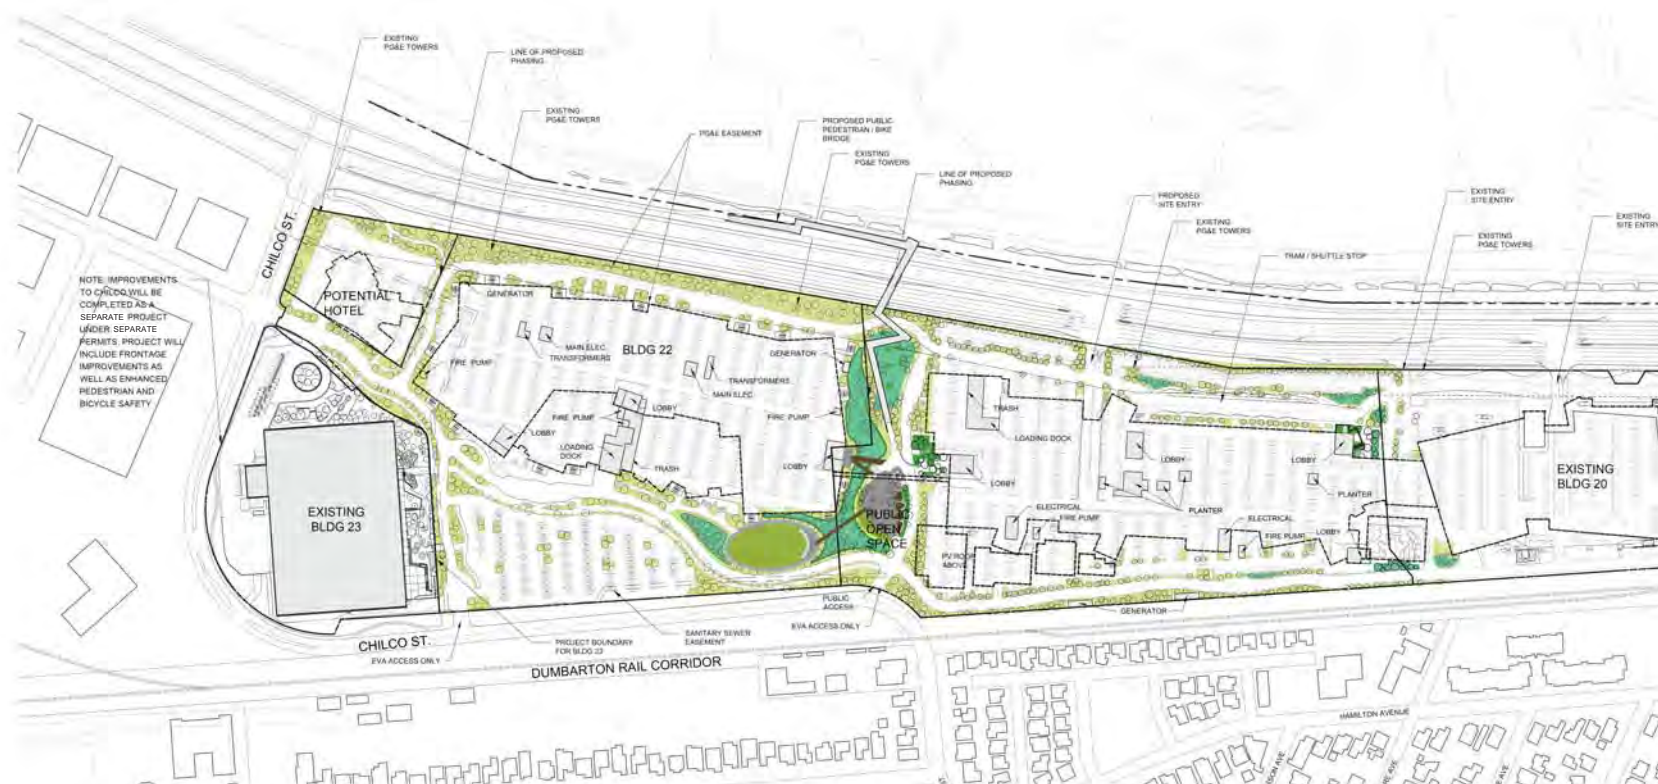 EXISTING
PG&E TOWERS
LINE OF PROPOSED
PHASING
EXISTING
PG&E TOWERS
PG&E EASEMENT
PROPOSED PUBLIC
PEDESTRIAN / BIKE
BRIDGE
EXISTING
PG&E TOWERS
LINE OF PROPOSED
PHASING
PROPOSED
SITE ENTRY
EXISTING
PG&E TOWERS
TRAM / SHUTTLE STOP
EXISTING
SITE ENTRY
EXISTING
PG&E TOWERS
EXISTING
SITE ENTRY
CHILCO ST.
NOTE: IMPROVEMENTS
TO CHILCO WILL BE
COMPLETED AS A
SEPARATE PROJECT
UNDER SEPARATE
PERMITS. PROJECT WILL
INCLUDE FRONTAGE
IMPROVEMENTS AS
WELL AS ENHANCED
PEDESTRIAN AND
BICYCLE SAFETY
POTENTIAL
HOTEL
GENERATOR
MAIN ELEC.
TRANSFORMERS
BLDG 22
FIRE PUMP
TRANSFORMERS
MAIN ELEC.
GENERATOR
LOBBY
FIRE PUMP
FIRE PUMP
LOBBY
LOADING
DOCK
TRASH
LOBBY
TRASH
LOADING DOCK
LOBBY
LOBBY
LOBBY
PLANTER
PLANTER
EXISTING
BLDG 20
EXISTING
BLDG 23
PUBLIC
OPEN
SPACE
ELECTRICAL
FIRE PUMP
ELECTRICAL
FIRE PUMP
LOBBY
PV ROOF
ABOVE
PUBLIC
ACCESS
EVA ACCESS ONLY
GENERATOR
CHILCO ST.
EVA ACCESS ONLY
PROJECT BOUNDARY
FOR BLDG 23
SANITARY SEWER
EASEMENT
DUMBARTON RAIL CORRIDOR
HAMILTON AVENUE